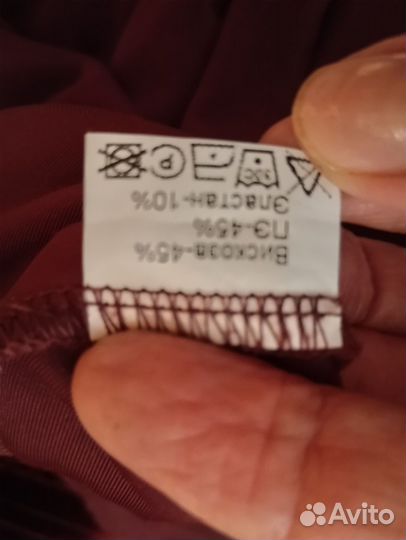 Вискоза-45%
ПЭ-45%
Эластан-10%
P
Avito